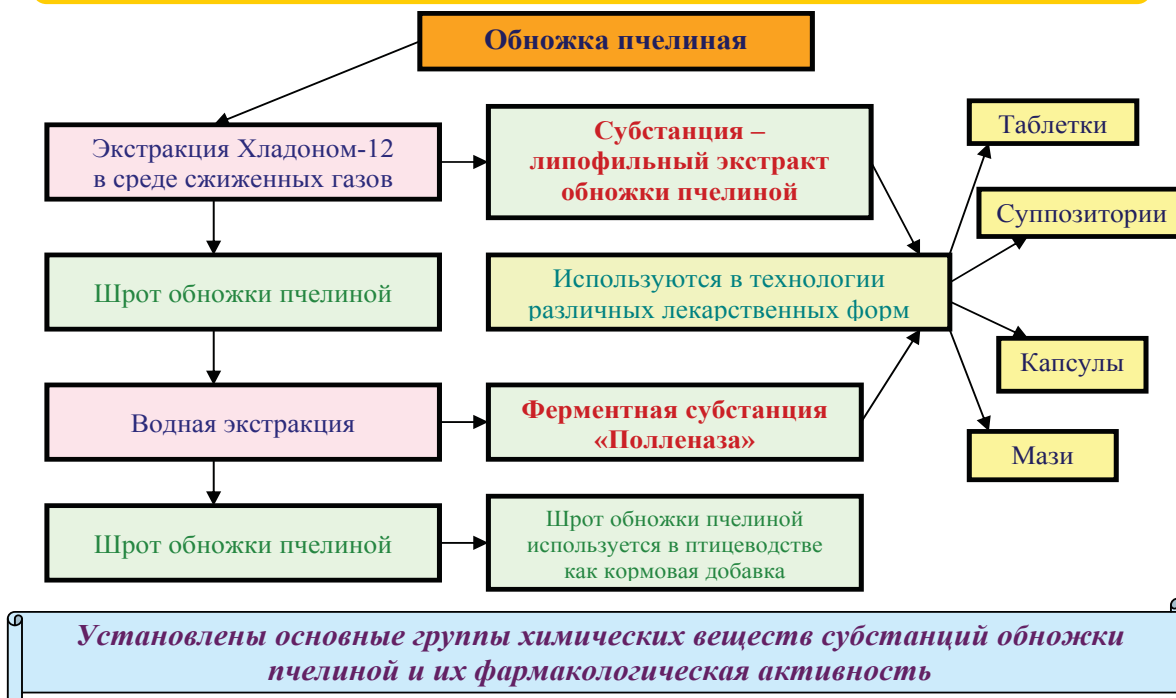 Обножка пчелиная
Экстракция Хладоном-12
в среде сжиженных газов
Субстанция –
липофильный экстракт
обножки пчелиной
Таблетки
Суппозитории
Шрот обножки пчелиной
Используются в технологии
различных лекарственных форм
Капсулы
Водная экстракция
Ферментная субстанция
«Полленаза»
Мази
Шрот обножки пчелиной
Шрот обножки пчелиной
используется в птицеводстве
как кормовая добавка
Установлены основные группы химических веществ субстанций обножки
пчелиной и их фармакологическая активность